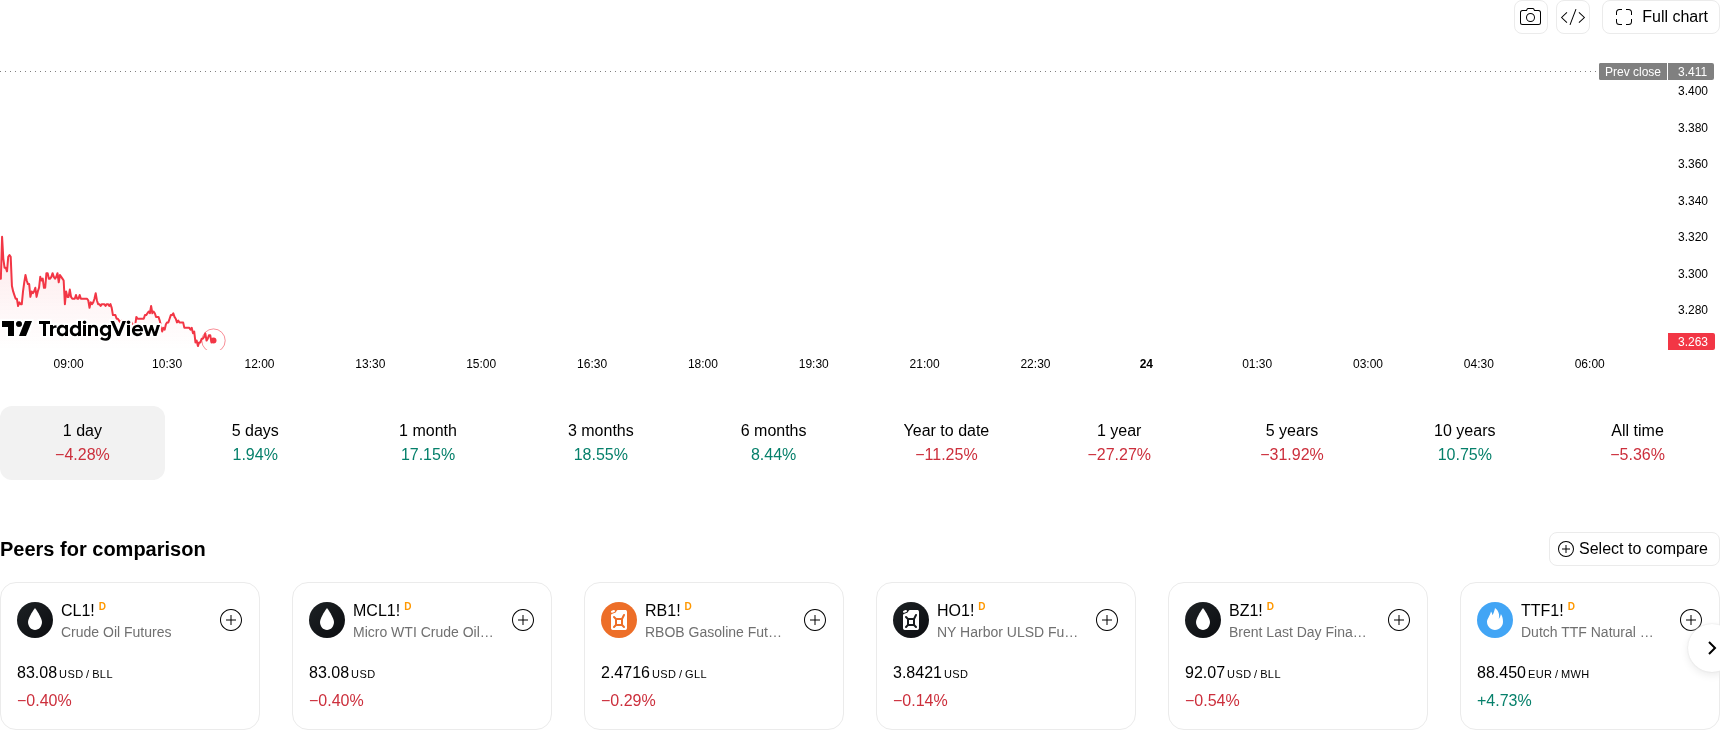 Full chart
Prev close 3.411
3.400
3.380
3.360
3.340
3.320
3.300
3.280
3.263
TradingView
09:00 10:30 12:00 13:30 15:00 16:30 18:00 19:30 21:00 22:30 24 01:30 03:00 04:30 06:00
1 day 5 days 1 month 3 months 6 months Year to date 1 year 5 years 10 years All time
−4.28% 1.94% 17.15% 18.55% 8.44% −11.25% −27.27% −31.92% 10.75% −5.36%
Peers for comparison
Select to compare
CL1! D
Crude Oil Futures
83.08 USD / BLL
−0.40%
MCL1! D
Micro WTI Crude Oil…
83.08 USD
−0.40%
RB1! D
RBOB Gasoline Fut…
2.4716 USD / GLL
−0.29%
HO1! D
NY Harbor ULSD Fu…
3.8421 USD
−0.14%
BZ1! D
Brent Last Day Fina…
92.07 USD / BLL
−0.54%
TTF1! D
Dutch TTF Natural …
88.450 EUR / MWH
+4.73%